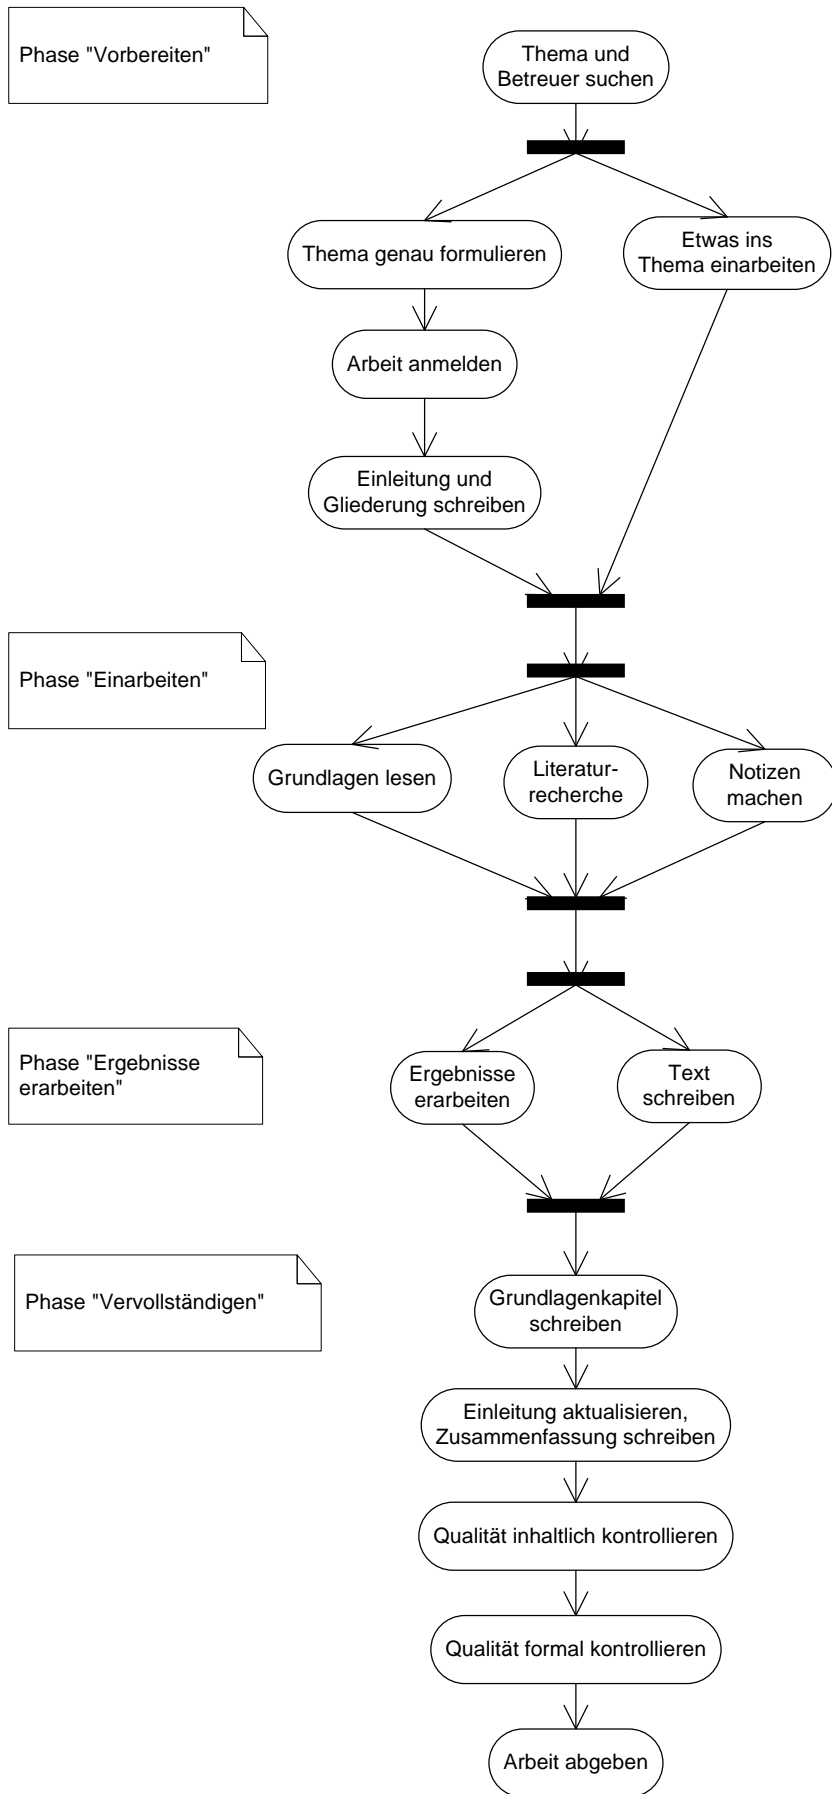 Phase "Vorbereiten"
Thema und
Betreuer suchen
Thema genau formulieren
Etwas ins
Thema einarbeiten
Arbeit anmelden
Einleitung und
Gliederung schreiben
Phase "Einarbeiten"
Grundlagen lesen
Literatur-
recherche
Notizen
machen
Phase "Ergebnisse
erarbeiten"
Ergebnisse
erarbeiten
Text
schreiben
Phase "Vervollständigen"
Grundlagenkapitel
schreiben
Einleitung aktualisieren,
Zusammenfassung schreiben
Qualität inhaltlich kontrollieren
Qualität formal kontrollieren
Arbeit abgeben